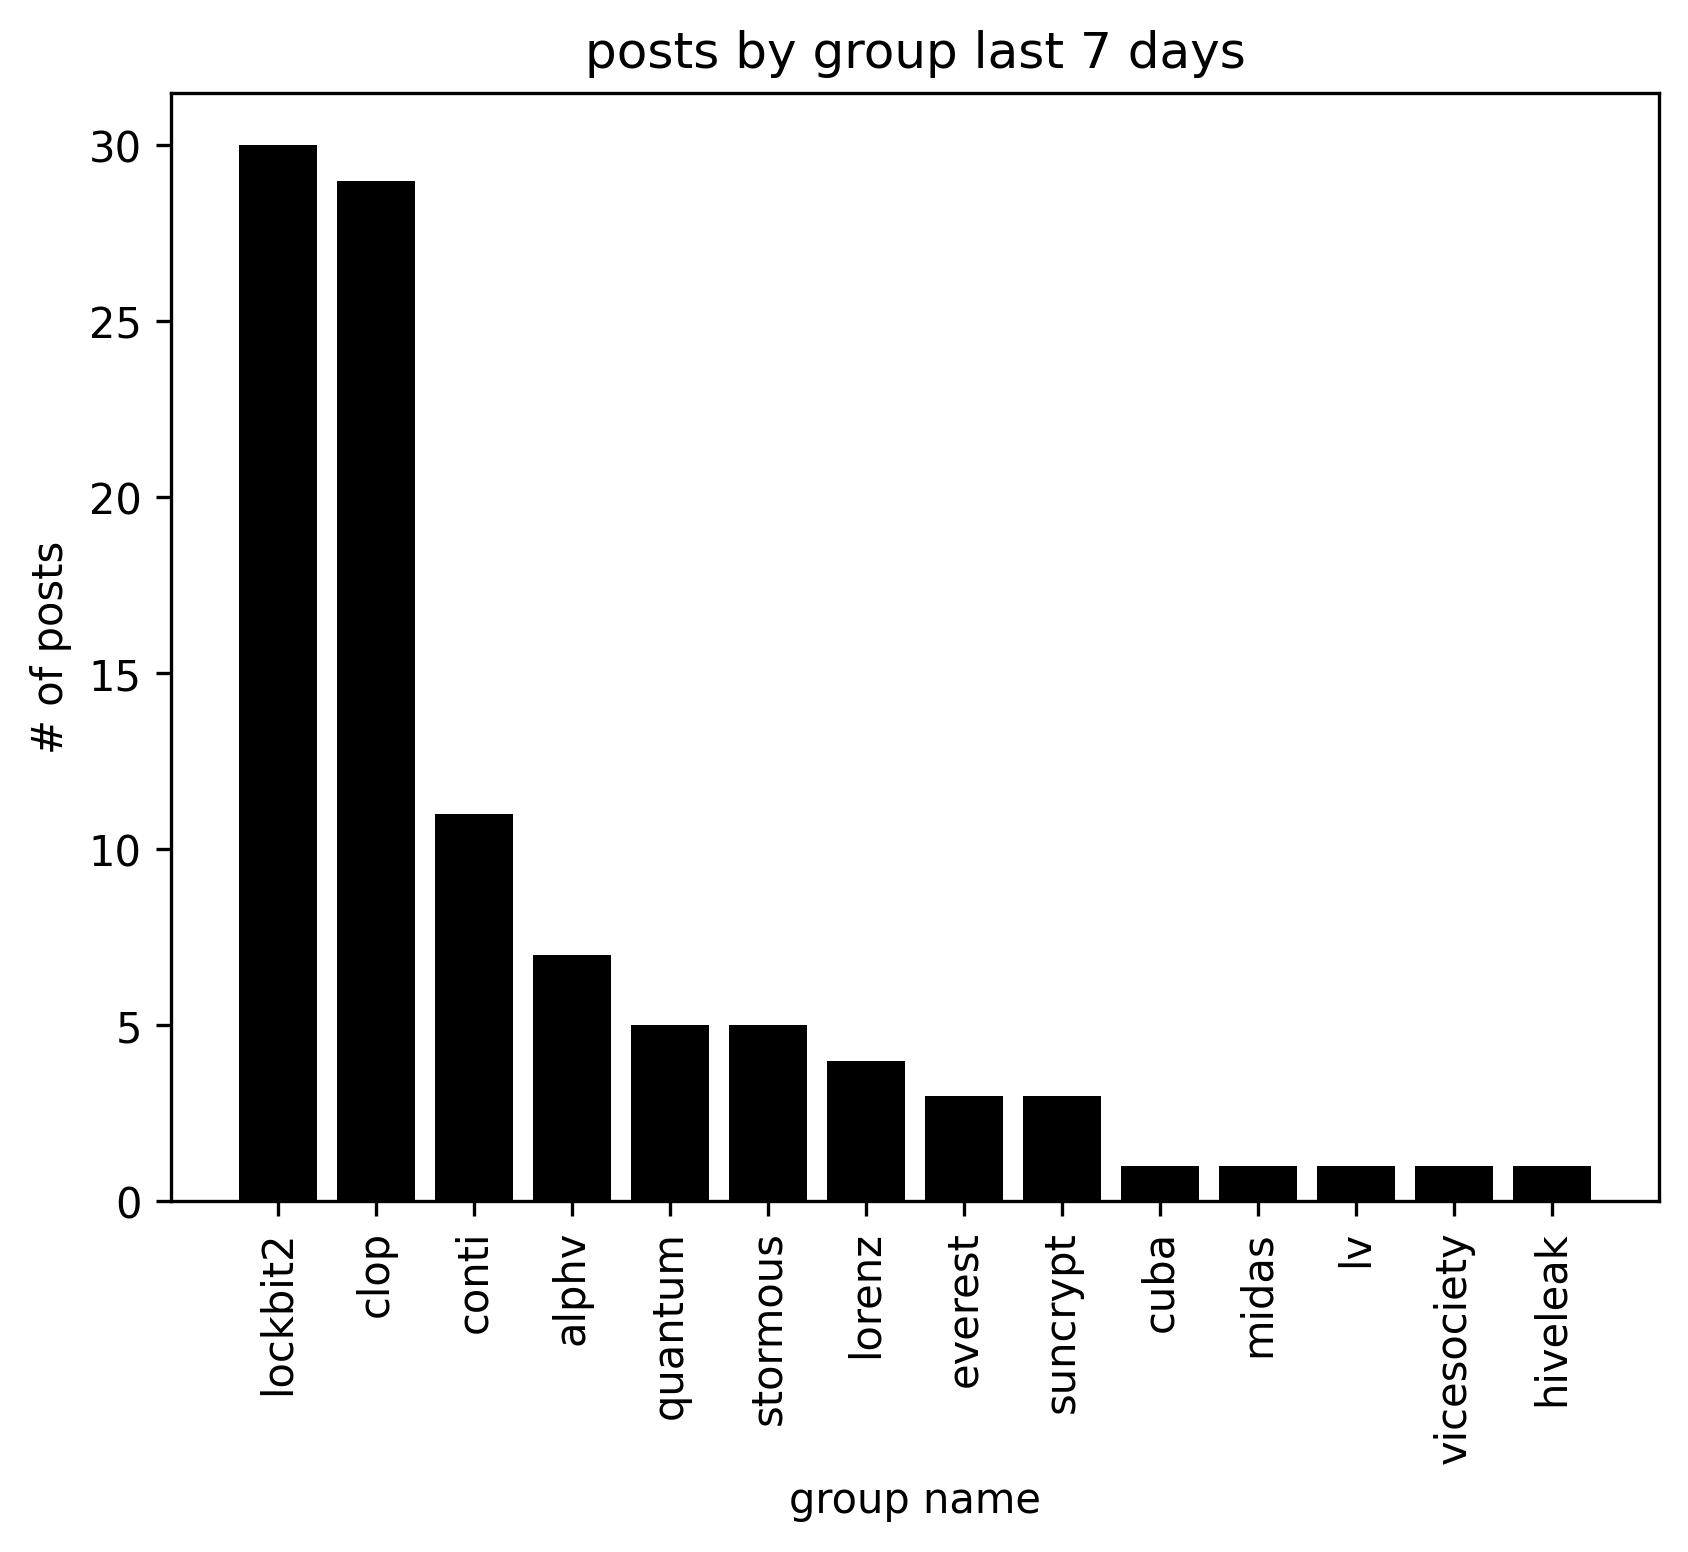 posts by group last 7 days
# of posts
30
25
20
15
10
5
0
lockbit2
clop
conti
alphv
quantum
stormous
lorenz
everest
suncrypt
cuba
midas
lv
vicesociety
hiveleak
group name